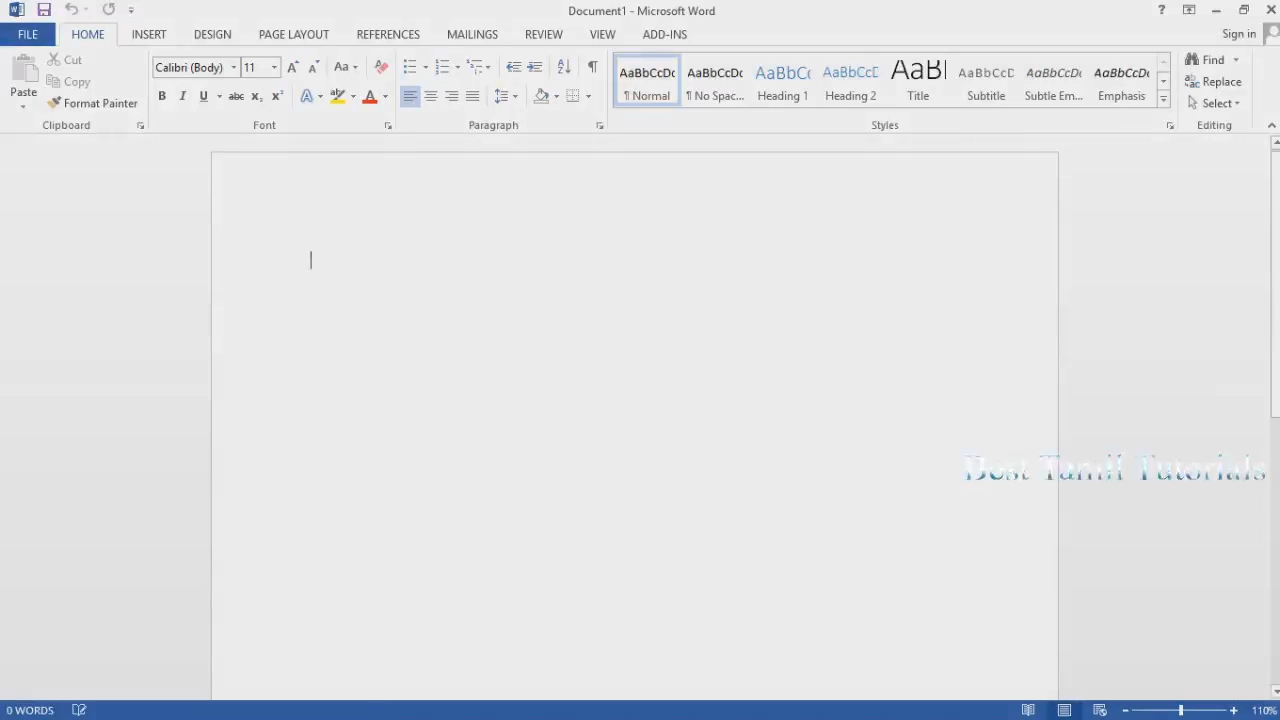 Document1 - Microsoft Word
Sign in
FILE HOME INSERT DESIGN PAGE LAYOUT REFERENCES MAILINGS REVIEW VIEW ADD-INS
Paste
Cut
Copy
Format Painter
Clipboard
Calibri (Body) 11
Font
Paragraph
AaBbCcDc AaBbCcDc AaBbCc AaBbCcD AaBl AaBbCcD AaBbCcDc AaBbCcDc
¶ Normal ¶ No Spac... Heading 1 Heading 2 Title Subtitle Subtle Em... Emphasis
Styles
Find
Replace
Select
Editing
Best Tamil Tutorials
0 WORDS
110%